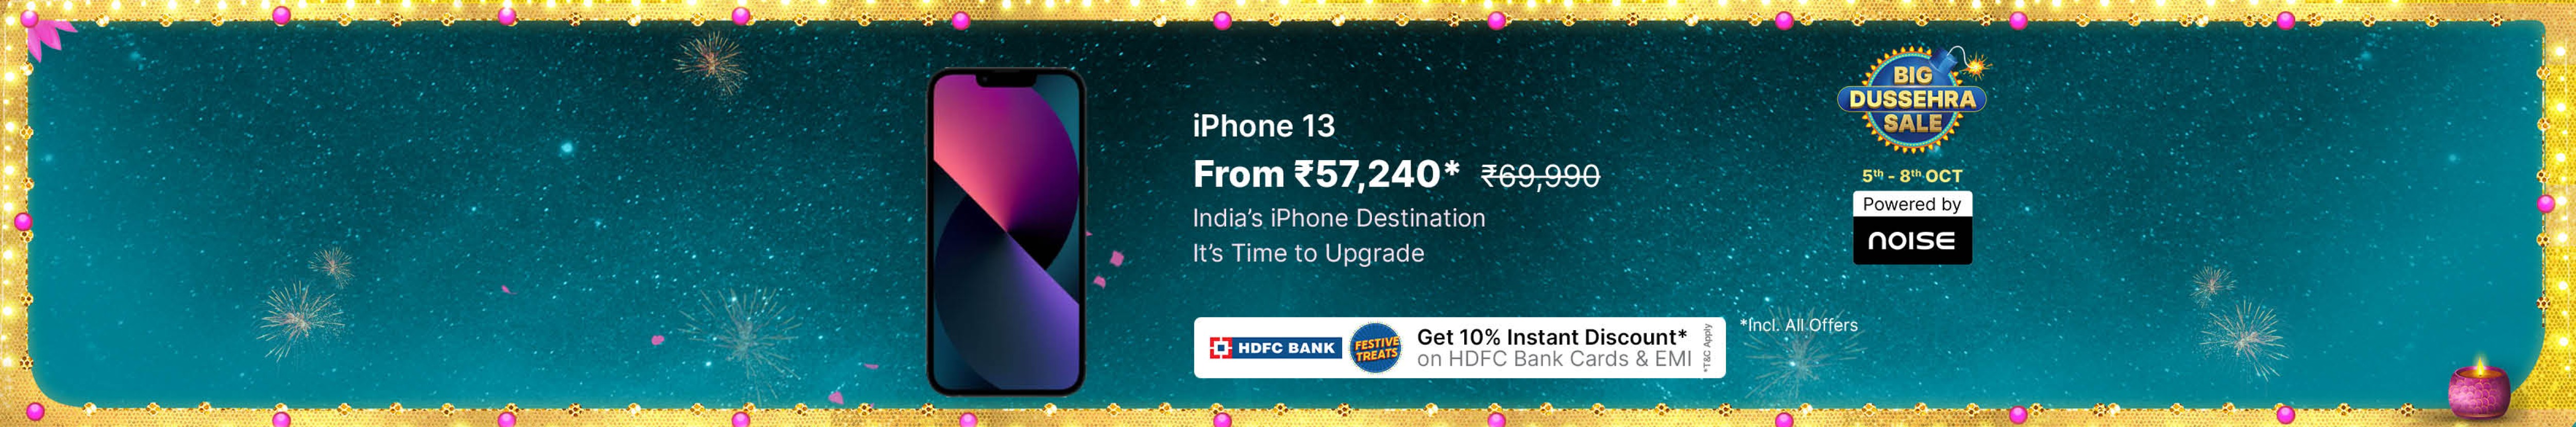 iPhone 13
From ₹57,240* ₹69,990
India's iPhone Destination
It's Time to Upgrade
HDFC BANK
FESTIVE
TREATS
Get 10% Instant Discount*
on HDFC Bank Cards & EMI
*T&C Apply
*Incl. All Offers
BIG
DUSSEHRA
SALE
5th - 8th OCT
Powered by
NOISE